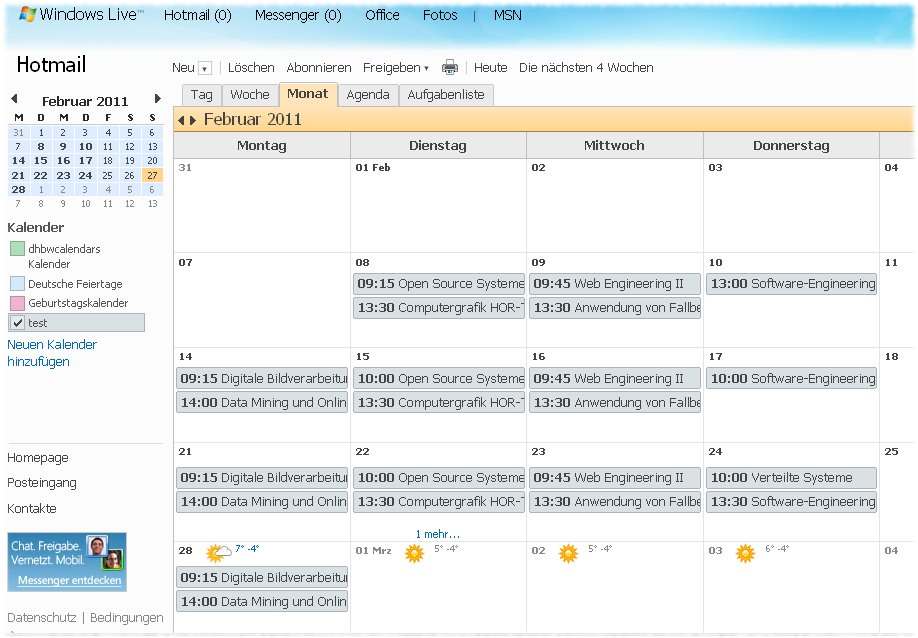 Windows Live™ Hotmail (0) Messenger (0) Office Fotos | MSN
Hotmail
Neu | Löschen Abonnieren Freigeben | Heute Die nächsten 4 Wochen
Februar 2011
M D M D F S S
31 1 2 3 4 5 6
7 8 9 10 11 12 13
14 15 16 17 18 19 20
21 22 23 24 25 26 27
28 1 2 3 4 5 6
7 8 9 10 11 12 13
Kalender
dhbwcalendars
Kalender
Deutsche Feiertage
Geburtstagskalender
test
Neuen Kalender
hinzufügen
Homepage
Posteingang
Kontakte
Chat. Freigabe.
Vernetzt. Mobil.
Messenger entdecken
Datenschutz | Bedingungen
Tag Woche Monat Agenda Aufgabenliste
Februar 2011
Montag Dienstag Mittwoch Donnerstag
31 01 Feb 02 03 04
07 08 09 10 11
09:15 Open Source Systeme 09:45 Web Engineering II 13:00 Software-Engineering
13:30 Computergrafik HOR-T 13:30 Anwendung von Fallbe
14 15 16 17 18
09:15 Digitale Bildverarbeitu 10:00 Open Source Systeme 09:45 Web Engineering II 10:00 Software-Engineering
14:00 Data Mining und Onlin 13:30 Computergrafik HOR-T 13:30 Anwendung von Fallbe
21 22 23 24 25
09:15 Digitale Bildverarbeitu 10:00 Open Source Systeme 09:45 Web Engineering II 10:00 Verteilte Systeme
14:00 Data Mining und Onlin 13:30 Computergrafik HOR-T 13:30 Anwendung von Fallbe 13:30 Software-Engineering
1 mehr...
28 7° -4° 01 Mrz 5° -4° 02 5° -4° 03 6° -4° 04
09:15 Digitale Bildverarbeitu
14:00 Data Mining und Onlin